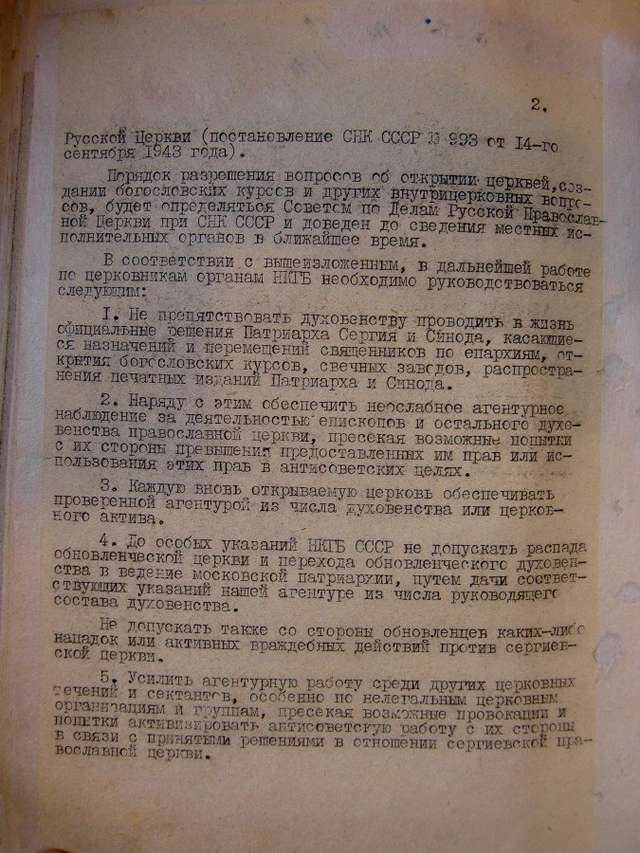 2.
Русской Церкви (постановление СНК СССР № 993 от 14-го
сентября 1943 года).
Порядок разрешения вопросов об открытии церквей, соз-
дании богословских курсов и других внутрицерковных вопро-
сов, будет определяться Советом по Делам Русской Православ-
ной Церкви при СНК СССР и доведен до сведения местных ис-
полнительных органов в ближайшее время.
В соответствии с вышеизложенным, в дальнейшей работе
по церковникам органам НКГБ необходимо руководствоваться
следующим:
1. Не препятствовать духовенству проводить в жизнь
официальные решения Патриарха Сергия и Синода, касающие-
ся назначений и перемещений священников по епархиям, от-
крытия богословских курсов, свечных заводов, распростра-
нения печатных изданий Патриарха и Синода.
2. Наряду с этим обеспечить неослабное агентурное
наблюдение за деятельностью епископов и остального духо-
венства православной церкви, пресекая возможные попытки
с их стороны превышения предоставленных им прав или ис-
пользования этих прав в антисоветских целях.
3. Каждую вновь открываемую церковь обеспечивать
проверенной агентурой из числа духовенства или церков-
ного актива.
4. До особых указаний НКГБ СССР не допускать распада
обновленческой церкви и перехода обновленческого духовен-
ства в ведение московской патриархии, путем дачи соответ-
ствующих указаний нашей агентуре из числа руководящего
состава духовенства.
Не допускать также со стороны обновленцев каких-либо
нападок или активных враждебных действий против сергиев-
ской церкви.
5. Усилить агентурную работу среди других церковных
течений и сектантов, особенно по нелегальным церковным
организациям и группам, пресекая возможные провокации и
попытки активизировать антисоветскую работу с их стороны
в связи с принятыми решениями в отношении сергиевской пра-
вославной церкви.